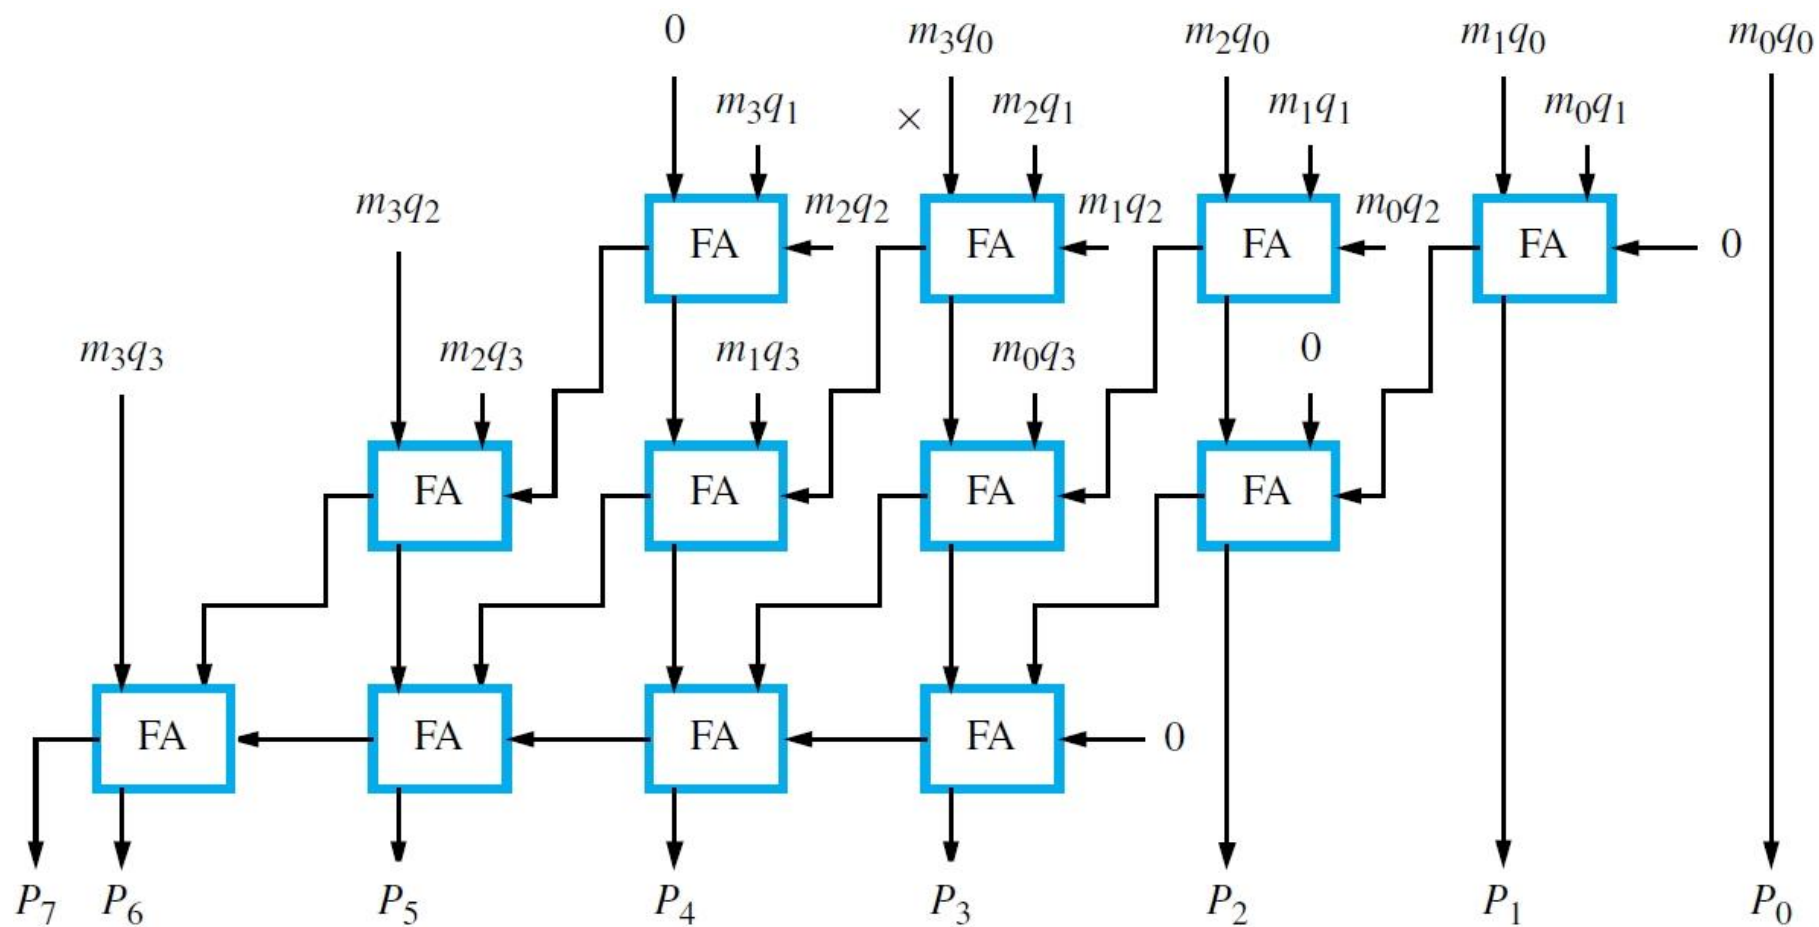 0 m₃q₀ m₂q₀ m₁q₀ m₀q₀
m₃q₁ × m₂q₁ m₁q₁ m₀q₁
m₃q₂ m₂q₂ m₁q₂ m₀q₂
FA FA FA FA 0
m₃q₃ m₂q₃ m₁q₃ m₀q₃ 0
FA FA FA FA
FA FA FA FA 0
P₇ P₆ P₅ P₄ P₃ P₂ P₁ P₀